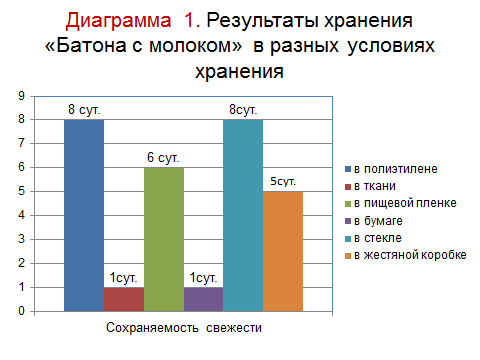 Диаграмма 1. Результаты хранения
«Батона с молоком» в разных условиях
хранения
9
8
7
6
5
4
3
2
1
0
8 сут.
1сут.
6 сут.
1сут.
8сут.
5сут.
Сохраняемость свежести
в полиэтилене
в ткани
в пищевой пленке
в бумаге
в стекле
в жестяной коробке